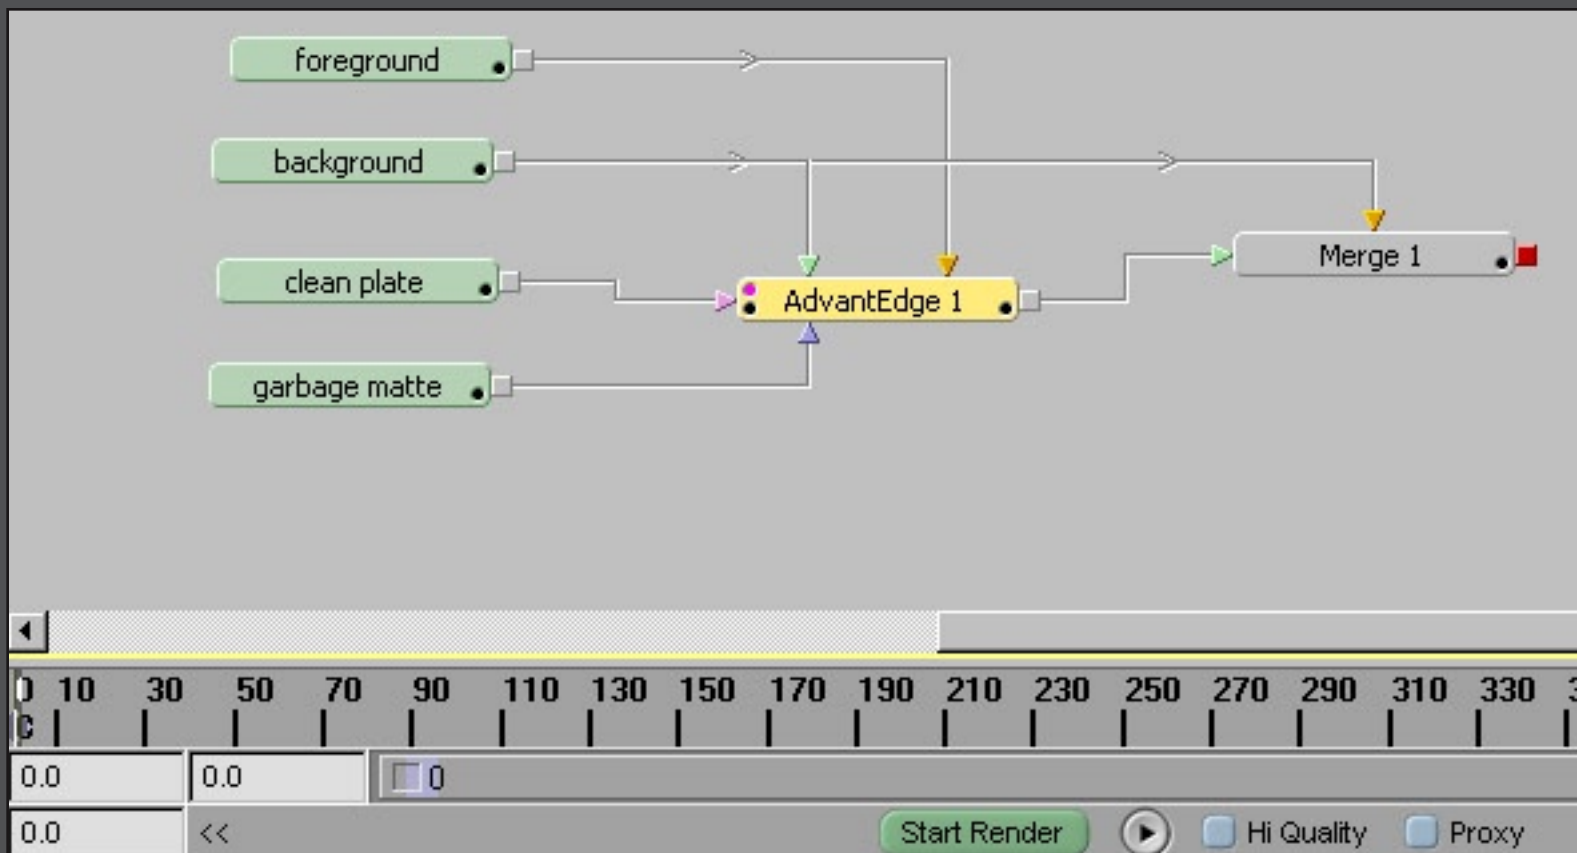 foreground
background
Merge 1
clean plate
AdvantEdge 1
garbage matte
10 30 50 70 90 110 130 150 170 190 210 230 250 270 290 310 330
0.0 0.0 0
0.0 << Start Render Hi Quality Proxy